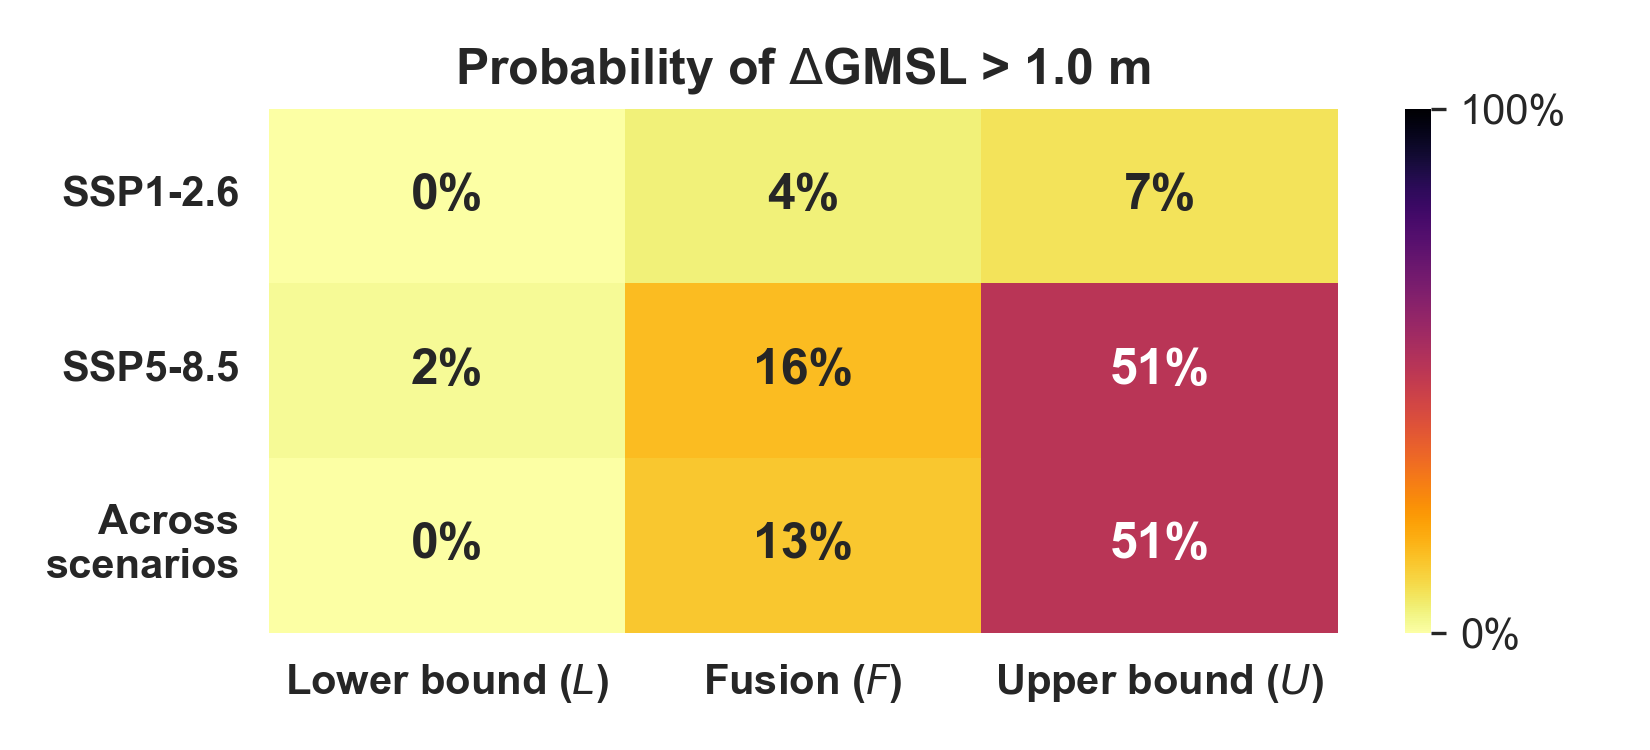 Probability of ΔGMSL > 1.0 m
100%
SSP1-2.6
0%
4%
7%
SSP5-8.5
2%
16%
51%
Across
scenarios
0%
13%
51%
0%
Lower bound (L)
Fusion (F)
Upper bound (U)